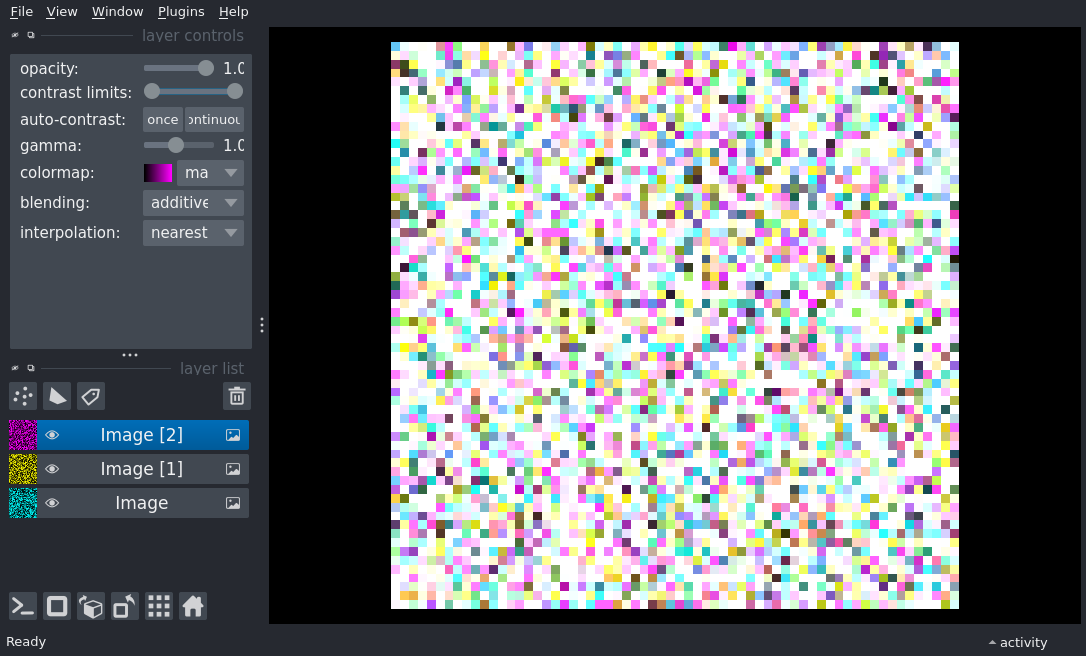 File View Window Plugins Help
layer controls
opacity: 1.0
contrast limits:
auto-contrast: once ontinuou
gamma: 1.0
colormap: ma
blending: additive
interpolation: nearest
layer list
Image [2]
Image [1]
Image
Ready
activity